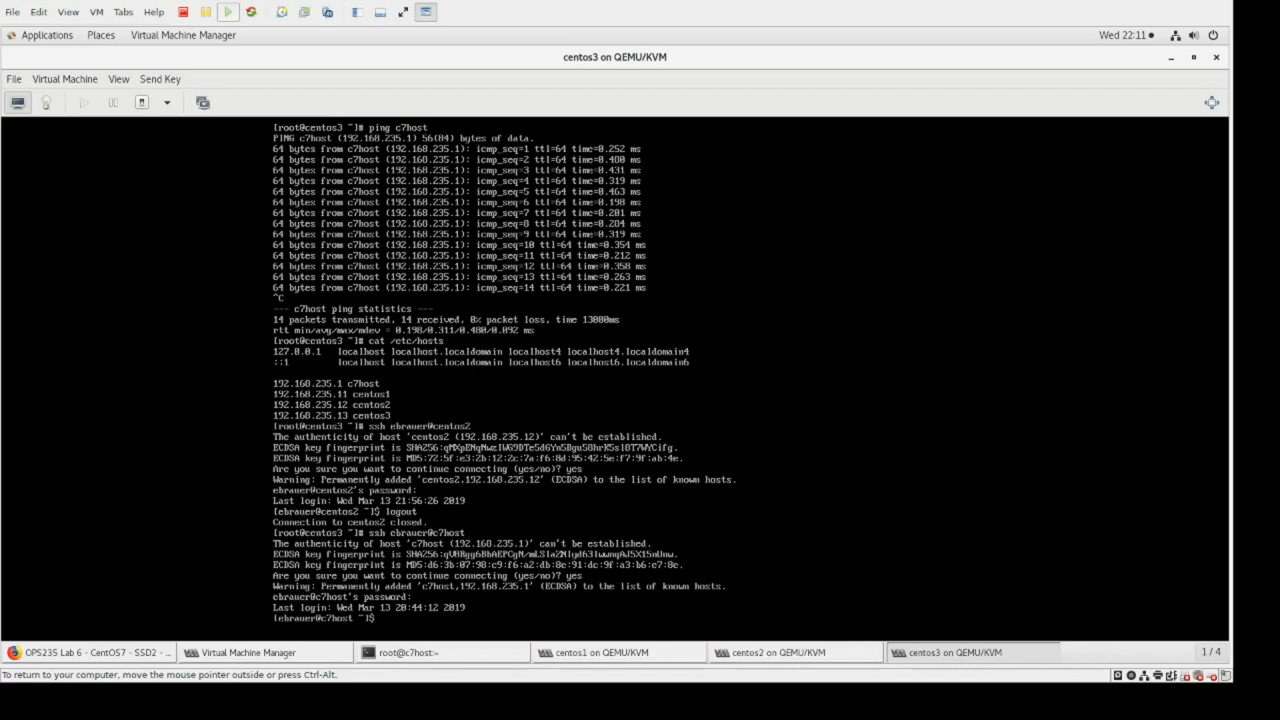 File Edit View VM Tabs Help
Applications Places Virtual Machine Manager Wed 22:11
centos3 on QEMU/KVM
File Virtual Machine View Send Key
[root@centos3 ~]# ping c7host
PING c7host (192.168.235.1) 56(84) bytes of data.
64 bytes from c7host (192.168.235.1): icmp_seq=1 ttl=64 time=0.252 ms
64 bytes from c7host (192.168.235.1): icmp_seq=2 ttl=64 time=0.480 ms
64 bytes from c7host (192.168.235.1): icmp_seq=3 ttl=64 time=0.431 ms
64 bytes from c7host (192.168.235.1): icmp_seq=4 ttl=64 time=0.319 ms
64 bytes from c7host (192.168.235.1): icmp_seq=5 ttl=64 time=0.463 ms
64 bytes from c7host (192.168.235.1): icmp_seq=6 ttl=64 time=0.198 ms
64 bytes from c7host (192.168.235.1): icmp_seq=7 ttl=64 time=0.201 ms
64 bytes from c7host (192.168.235.1): icmp_seq=8 ttl=64 time=0.204 ms
64 bytes from c7host (192.168.235.1): icmp_seq=9 ttl=64 time=0.319 ms
64 bytes from c7host (192.168.235.1): icmp_seq=10 ttl=64 time=0.354 ms
64 bytes from c7host (192.168.235.1): icmp_seq=11 ttl=64 time=0.212 ms
64 bytes from c7host (192.168.235.1): icmp_seq=12 ttl=64 time=0.358 ms
64 bytes from c7host (192.168.235.1): icmp_seq=13 ttl=64 time=0.263 ms
64 bytes from c7host (192.168.235.1): icmp_seq=14 ttl=64 time=0.221 ms
^C
--- c7host ping statistics ---
14 packets transmitted, 14 received, 0% packet loss, time 13000ms
rtt min/avg/max/mdev = 0.198/0.311/0.480/0.092 ms
[root@centos3 ~]# cat /etc/hosts
127.0.0.1 localhost localhost.localdomain localhost4 localhost4.localdomain4
::1 localhost localhost.localdomain localhost6 localhost6.localdomain6
192.168.235.1 c7host
192.168.235.11 centos1
192.168.235.12 centos2
192.168.235.13 centos3
[root@centos3 ~]# ssh ebrauer@centos2
The authenticity of host 'centos2 (192.168.235.12)' can't be established.
ECDSA key fingerprint is
ECDSA key fingerprint is MD5:72:5f:e3:2b:12:2c:7a:f6:8d:95:42:5e:f7:9f:ab:4e.
Are you sure you want to continue connecting (yes/no)? yes
Warning: Permanently added 'centos2,192.168.235.12' (ECDSA) to the list of known hosts.
ebrauer@centos2's password:
Last login: Wed Mar 13 21:56:26 2019
[ebrauer@centos2 ~]$ logout
Connection to centos2 closed.
[root@centos3 ~]# ssh ebrauer@c7host
The authenticity of host 'c7host (192.168.235.1)' can't be established.
ECDSA key fingerprint is
ECDSA key fingerprint is MD5:d6:3b:07:98:c9:f6:a2:db:8e:91:dc:9f:a3:b6:e7:8e.
Are you sure you want to continue connecting (yes/no)? yes
Warning: Permanently added 'c7host,192.168.235.1' (ECDSA) to the list of known hosts.
ebrauer@c7host's password:
Last login: Wed Mar 13 20:44:12 2019
[ebrauer@c7host ~]$
OPS235 Lab 6 - CentOS7 - SSD2 - ... Virtual Machine Manager root@c7host:~ centos1 on QEMU/KVM centos2 on QEMU/KVM centos3 on QEMU/KVM 1 / 4
To return to your computer, move the mouse pointer outside or press Ctrl-Alt.